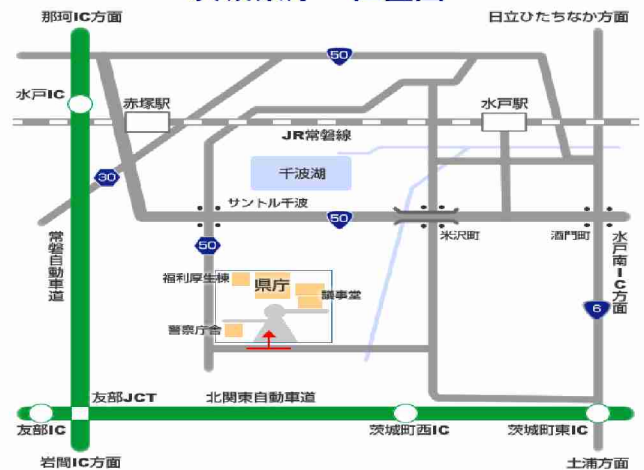 那珂IC方面
日立ひたちなか方面
50
水戸IC
赤塚駅
水戸駅
JR常磐線
千波湖
30
サントル千波
50
常磐自動車道
50
米沢町
酒門町
水戸南IC方面
福利厚生棟
県庁
議事堂
警察庁舎
6
友部JCT
北関東自動車道
友部IC
茨城町西IC
茨城町東IC
岩間IC方面
土浦方面